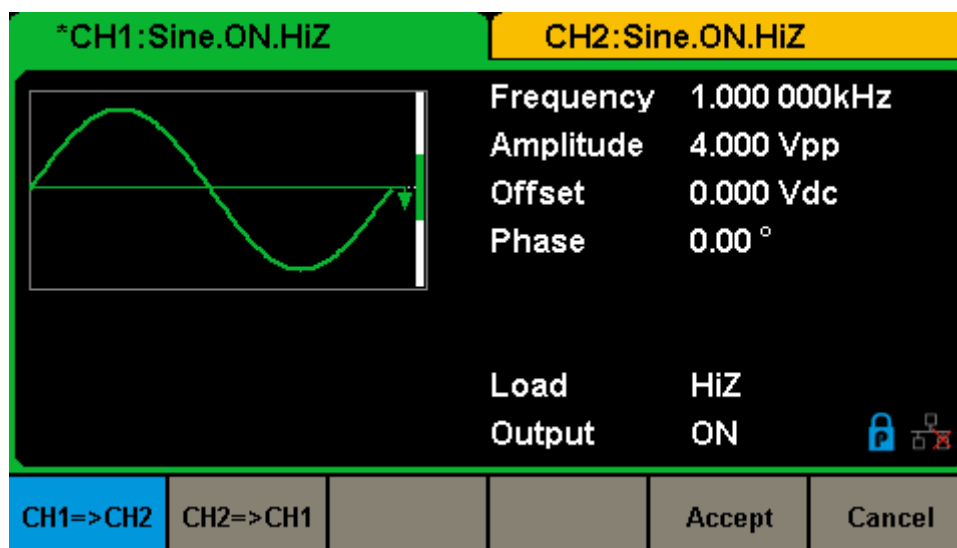 *CH1:Sine.ON.HiZ CH2:Sine.ON.HiZ
Frequency 1.000 000kHz
Amplitude 4.000 Vpp
Offset 0.000 Vdc
Phase 0.00 °
Load HiZ
Output ON
P
CH1=>CH2 CH2=>CH1 Accept Cancel